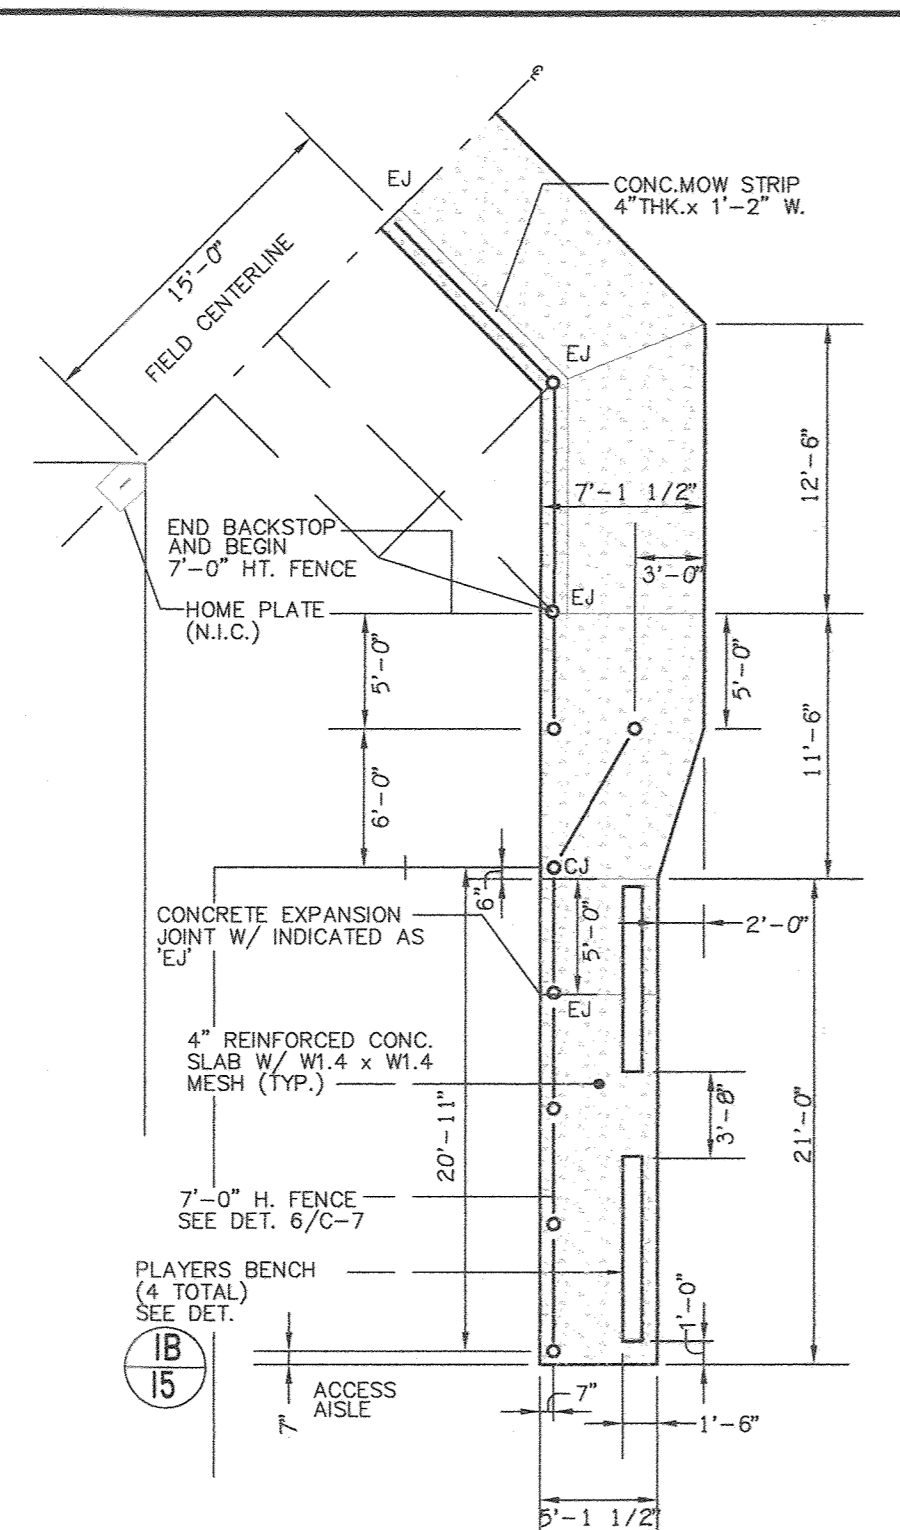 ℄
EJ
CONC.MOW STRIP
4"THK.x 1'-2" W.
15'-0"
FIELD CENTERLINE
EJ
12'-6"
7'-1 1/2"
END BACKSTOP
AND BEGIN
7'-0" HT. FENCE
3'-0"
HOME PLATE
(N.I.C.)
EJ
5'-0"
5'-0"
11'-6"
6'-0"
CJ
6"
CONCRETE EXPANSION
JOINT W/ INDICATED AS
'EJ'
5'-0"
2'-0"
EJ
4" REINFORCED CONC.
SLAB W/ W1.4 x W1.4
MESH (TYP.)
20'-11"
3'-8"
21'-0"
7'-0" H. FENCE
SEE DET. 6/C-7
PLAYERS BENCH
(4 TOTAL)
SEE DET.
1B
15
1'-0"
7"
ACCESS
AISLE
7"
1'-6"
5'-1 1/2"